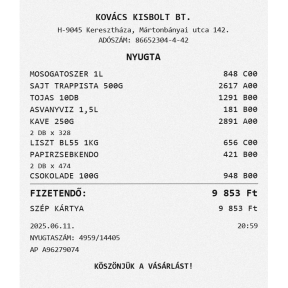 KOVÁCS KISBOLT BT.
H-9045 Keresztháza, Mártonbányai utca 142.
ADÓSZÁM: 86652304-4-42
NYUGTA
MOSOGATOSZER 1L 848 C00
SAJT TRAPPISTA 500G 2617 A00
TOJAS 10DB 1291 B00
ASVANYVIZ 1,5L 181 B00
KAVE 250G 2891 A00
2 DB x 328
LISZT BL55 1KG 656 C00
PAPIRZSEBKENDO 421 B00
2 DB x 474
CSOKOLADE 100G 948 B00
FIZETENDŐ: 9 853 Ft
SZÉP KÁRTYA 9 853 Ft
2025.06.11. 20:59
NYUGTASZÁM: 4959/14405
AP A96279074
KÖSZÖNJÜK A VÁSÁRLÁST!